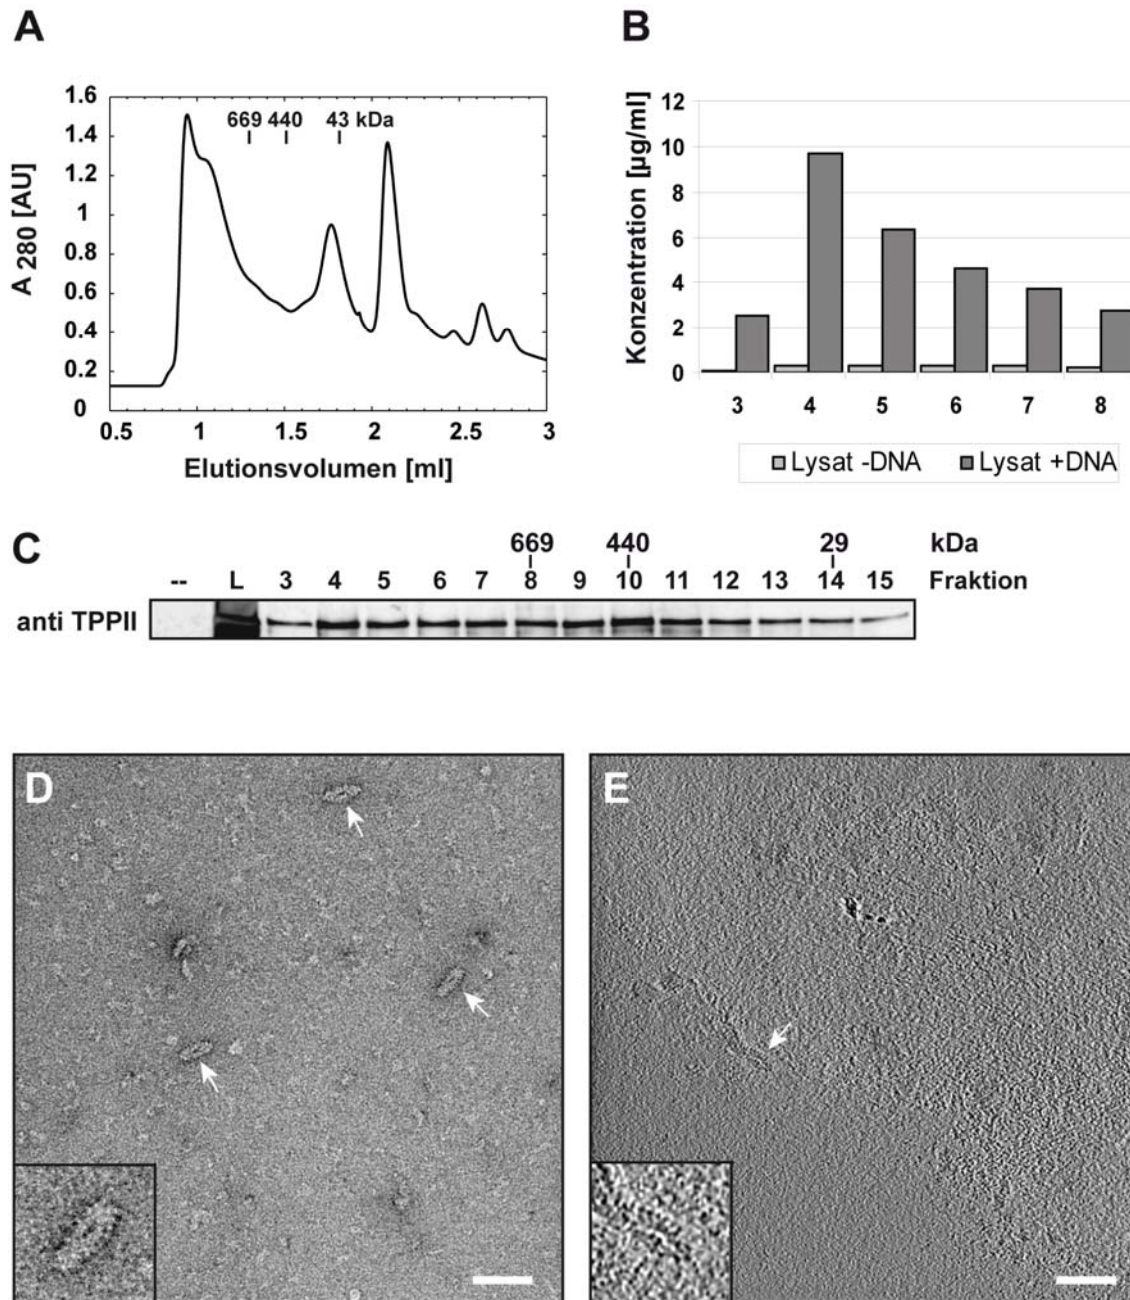 A
A 280 [AU]
1.6
1.4
1.2
1
0.8
0.6
0.4
0.2
0
669 440 43 kDa
0.5 1 1.5 2 2.5 3
Elutionsvolumen [ml]
B
Konzentration [µg/ml]
12
10
8
6
4
2
0
3 4 5 6 7 8
Lysat -DNA Lysat +DNA
C
669 440 29 kDa
-- L 3 4 5 6 7 8 9 10 11 12 13 14 15 Fraktion
anti TPPII
D
E